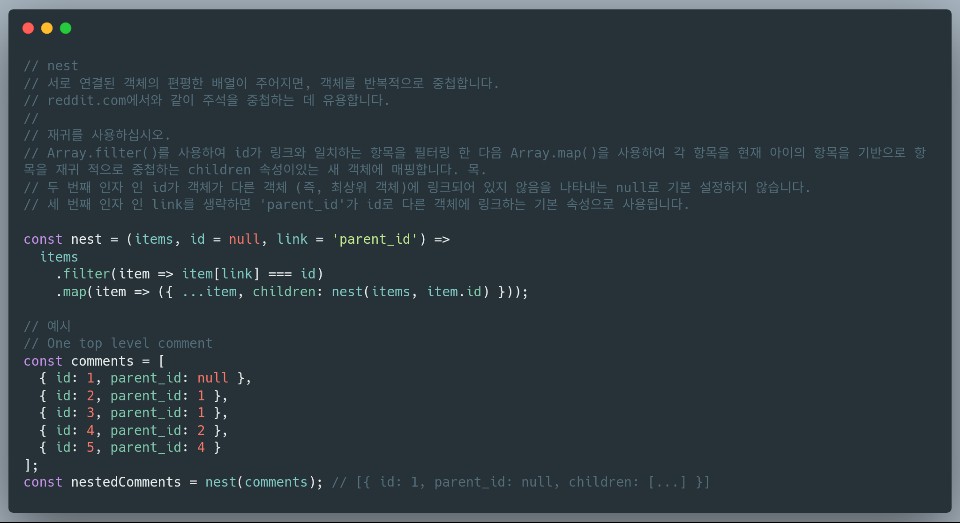 // nest
// 서로 연결된 객체의 편평한 배열이 주어지면, 객체를 반복적으로 중첩합니다.
// reddit.com에서와 같이 주석을 중첩하는 데 유용합니다.
//
// 재귀를 사용하십시오.
// Array.filter()를 사용하여 id가 링크와 일치하는 항목을 필터링 한 다음 Array.map()을 사용하여 각 항목을 현재 아이의 항목을 기반으로 항
목을 재귀 적으로 중첩하는 children 속성이있는 새 객체에 매핑합니다. 목.
// 두 번째 인자 인 id가 객체가 다른 객체 (즉, 최상위 객체)에 링크되어 있지 않음을 나타내는 null로 기본 설정하지 않습니다.
// 세 번째 인자 인 link를 생략하면 'parent_id'가 id로 다른 객체에 링크하는 기본 속성으로 사용됩니다.
const nest = (items, id = null, link = 'parent_id') =>
  items
    .filter(item => item[link] === id)
    .map(item => ({ ...item, children: nest(items, item.id) }));
// 예시
// One top level comment
const comments = [
  { id: 1, parent_id: null },
  { id: 2, parent_id: 1 },
  { id: 3, parent_id: 1 },
  { id: 4, parent_id: 2 },
  { id: 5, parent_id: 4 }
];
const nestedComments = nest(comments); // [{ id: 1, parent_id: null, children: [...] }]